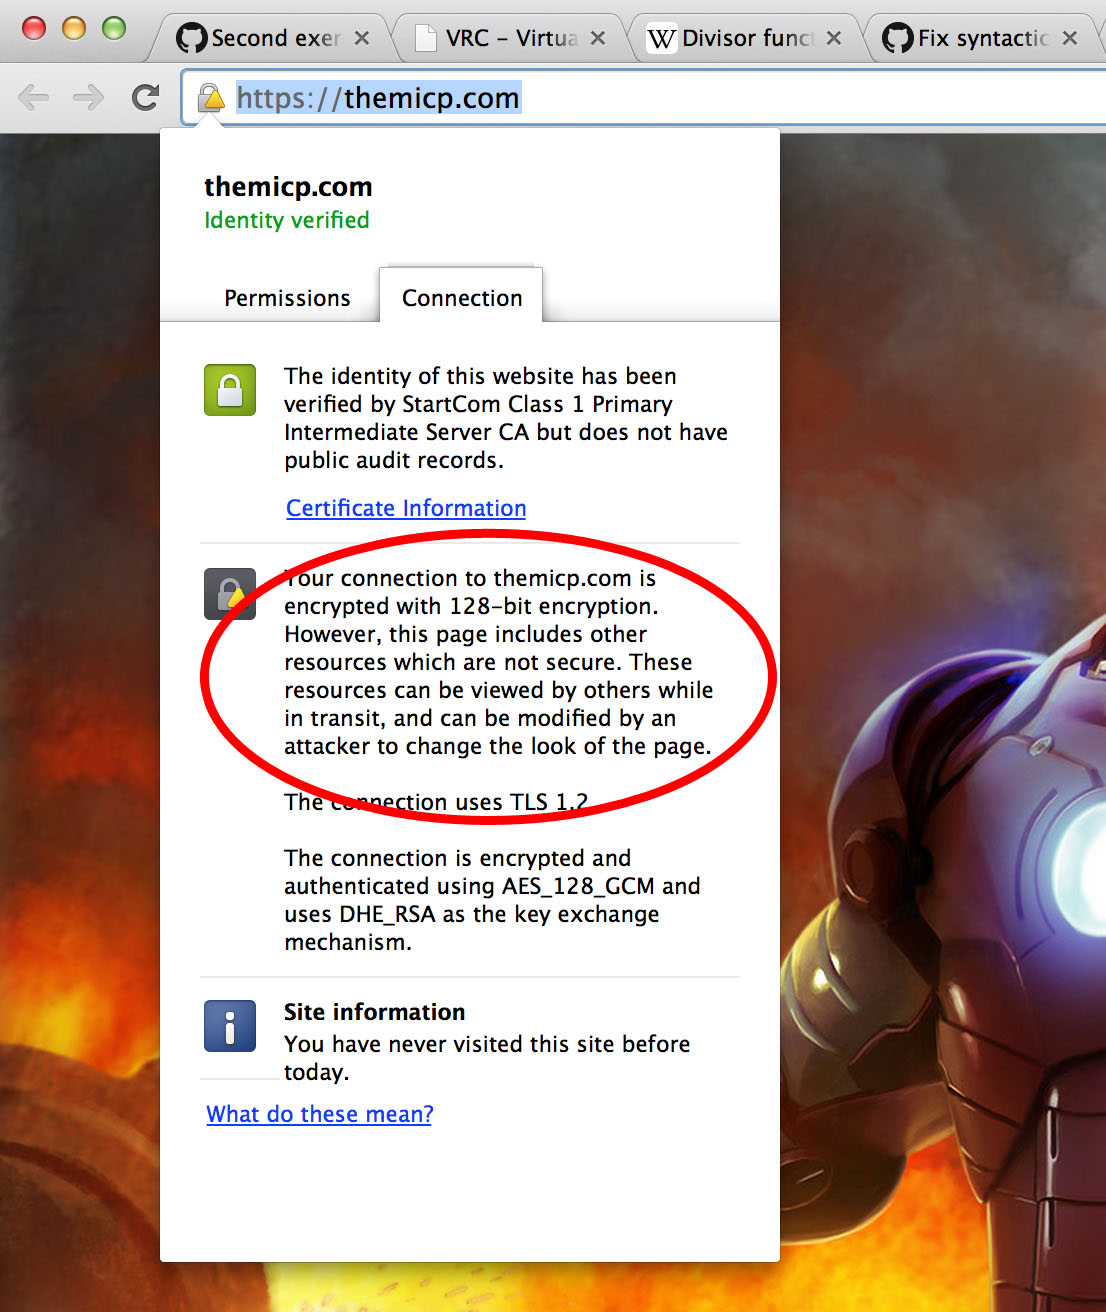 Second exer
VRC – Virtua
Divisor funct
Fix syntactic
https://themicp.com
themicp.com
Identity verified
Permissions
Connection
The identity of this website has been
verified by StartCom Class 1 Primary
Intermediate Server CA but does not have
public audit records.
Certificate Information
Your connection to themicp.com is
encrypted with 128-bit encryption.
However, this page includes other
resources which are not secure. These
resources can be viewed by others while
in transit, and can be modified by an
attacker to change the look of the page.
The connection uses TLS 1.2
The connection is encrypted and
authenticated using AES_128_GCM and
uses DHE_RSA as the key exchange
mechanism.
Site information
You have never visited this site before
today.
What do these mean?